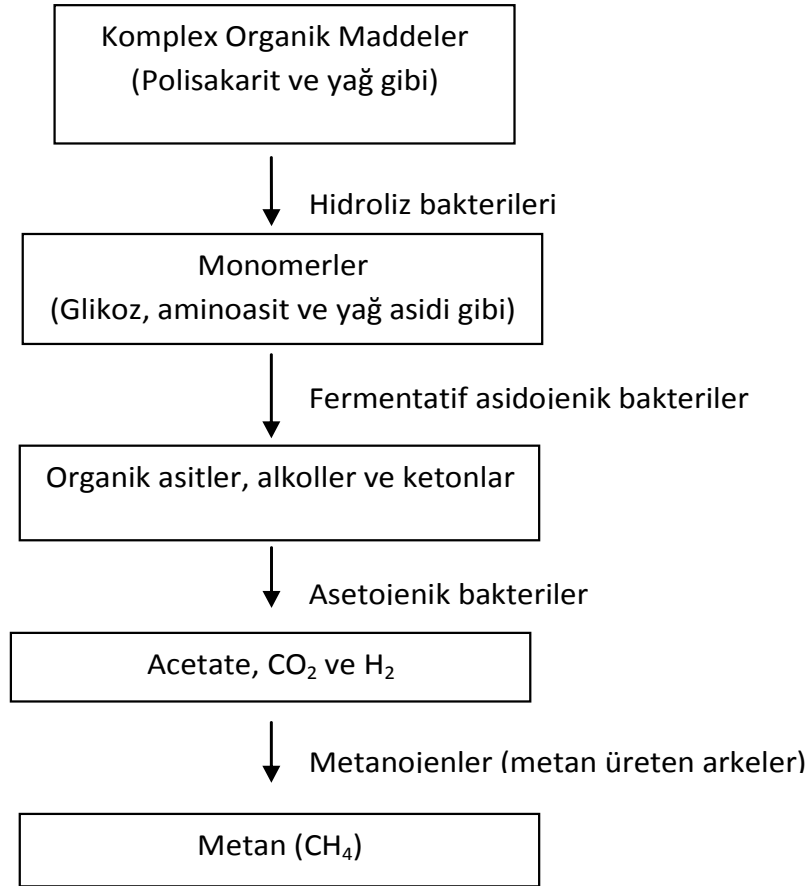 Komplex Organik Maddeler
(Polisakarit ve yağ gibi)
Hidroliz bakterileri
Monomerler
(Glikoz, aminoasit ve yağ asidi gibi)
Fermentatif asidojenik bakteriler
Organik asitler, alkoller ve ketonlar
Asetojenik bakteriler
Acetate, CO₂ ve H₂
Metanojenler (metan üreten arkeler)
Metan (CH₄)